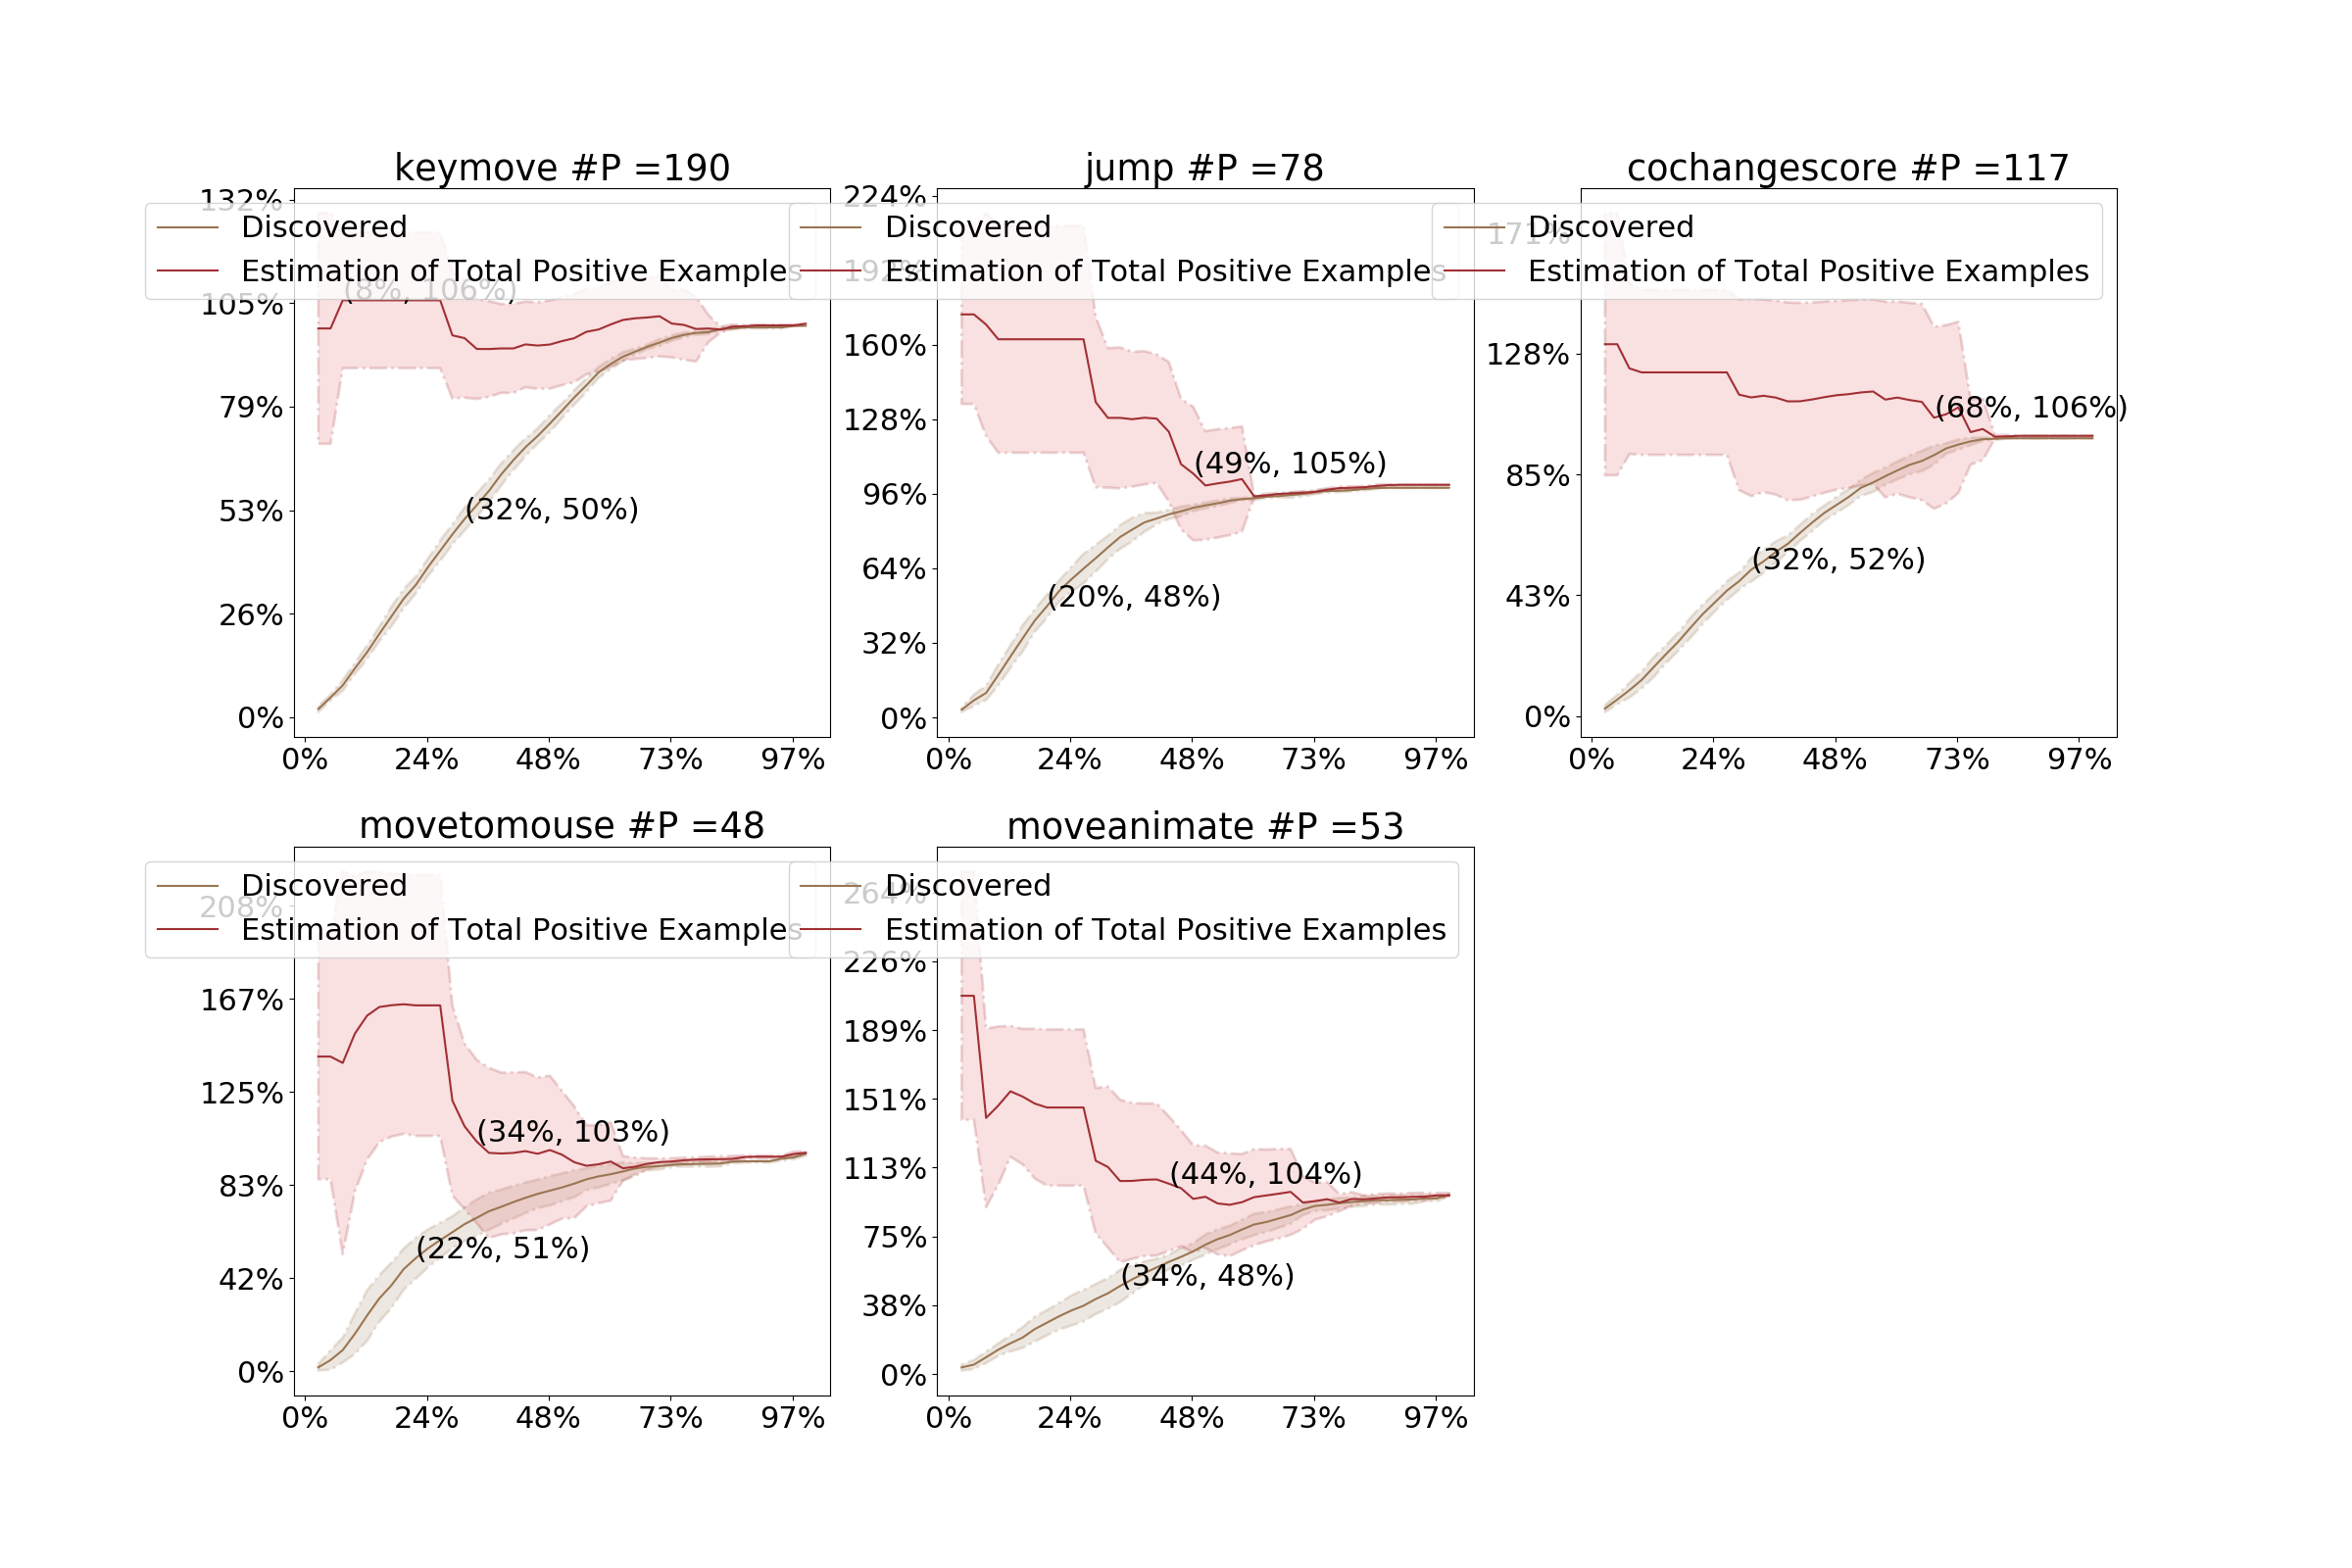 keymove #P =190
132%
105%
79%
53%
26%
0%
Discovered
Estimation of Total Positive Examples
(8%, 106%)
(32%, 50%)
0% 24% 48% 73% 97%
jump #P =78
224%
192%
160%
128%
96%
64%
32%
0%
Discovered
Estimation of Total Positive Examples
(49%, 105%)
(20%, 48%)
0% 24% 48% 73% 97%
cochangescore #P =117
171%
128%
85%
43%
0%
Discovered
Estimation of Total Positive Examples
(68%, 106%)
(32%, 52%)
0% 24% 48% 73% 97%
movetomouse #P =48
208%
167%
125%
83%
42%
0%
Discovered
Estimation of Total Positive Examples
(34%, 103%)
(22%, 51%)
0% 24% 48% 73% 97%
moveanimate #P =53
264%
226%
189%
151%
113%
75%
38%
0%
Discovered
Estimation of Total Positive Examples
(44%, 104%)
(34%, 48%)
0% 24% 48% 73% 97%